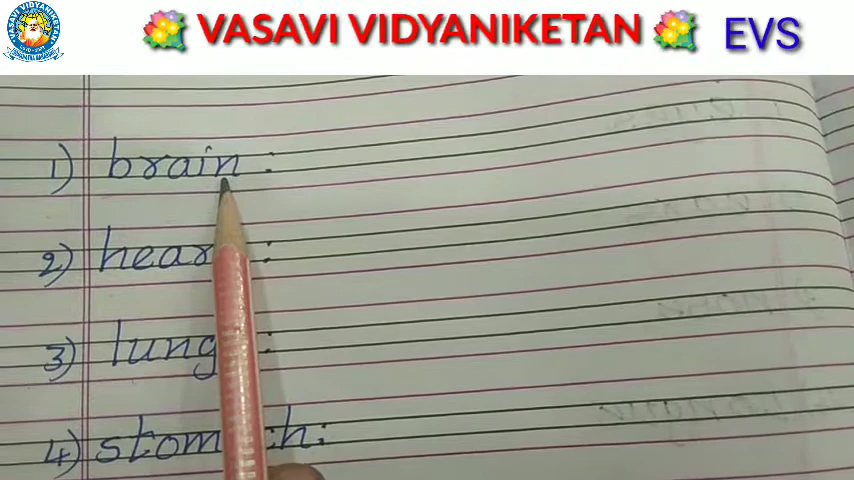 VASAVI VIDYANIKETAN EVS
1) brain :
2) hear :
3) lung :
4) stom ch :